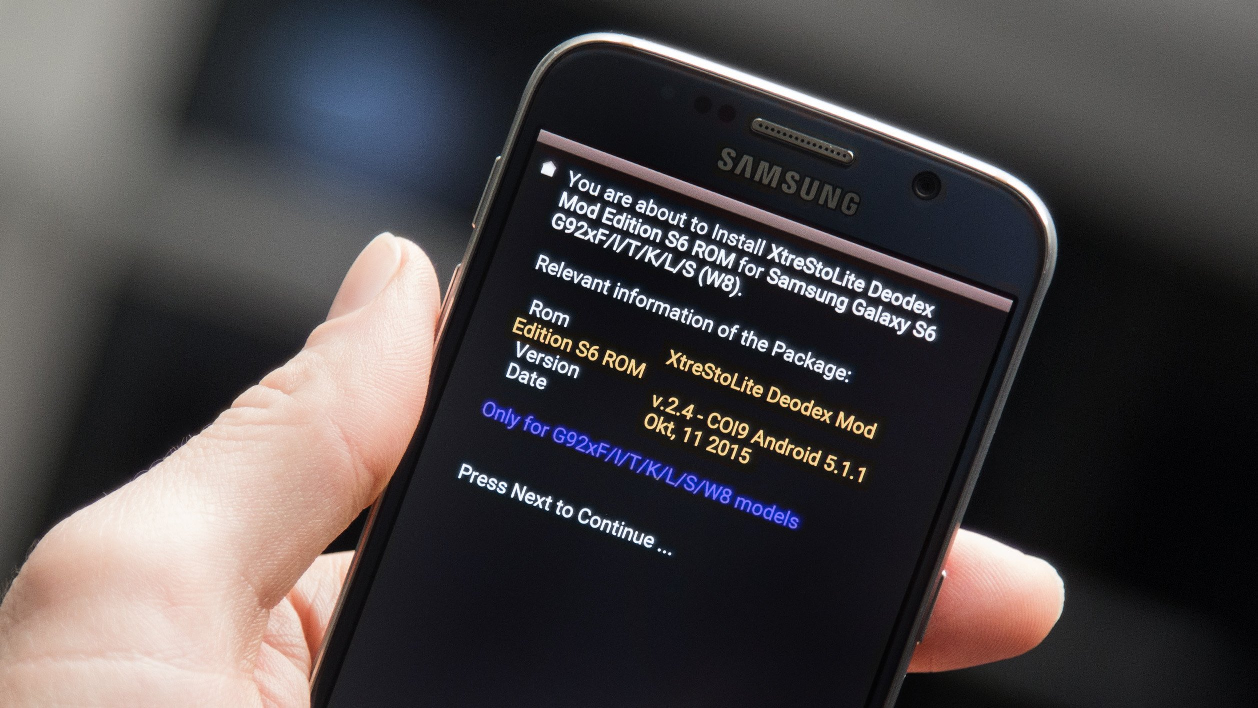 SAMSUNG
You are about to Install XtreStoLite Deodex
Mod Edition S6 ROM for Samsung Galaxy S6
G92xF/I/T/K/L/S (W8).
Relevant information of the Package:
Rom XtreStoLite Deodex Mod
Edition S6 ROM
Version v.2.4 - COI9 Android 5.1.1
Date Okt, 11 2015
Only for G92xF/I/T/K/L/S/W8 models
Press Next to Continue ...